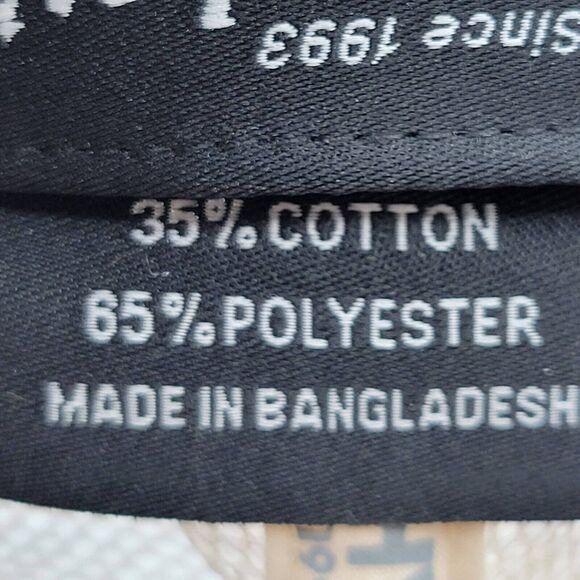 Since 1993
35% COTTON
65% POLYESTER
MADE IN BANGLADESH